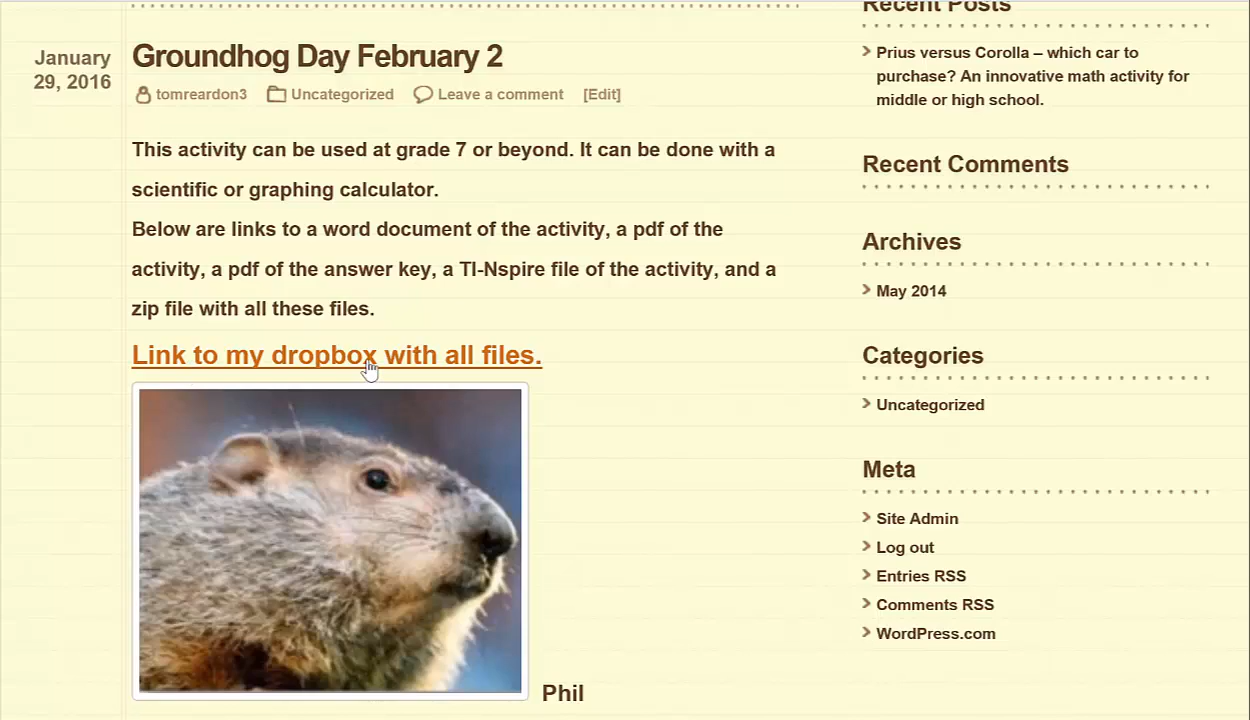 January
29, 2016
Groundhog Day February 2
tomreardon3 Uncategorized Leave a comment [Edit]
This activity can be used at grade 7 or beyond. It can be done with a
scientific or graphing calculator.
Below are links to a word document of the activity, a pdf of the
activity, a pdf of the answer key, a TI-Nspire file of the activity, and a
zip file with all these files.
Link to my dropbox with all files.
Phil
Recent Posts
Prius versus Corolla – which car to
purchase? An innovative math activity for
middle or high school.
Recent Comments
Archives
May 2014
Categories
Uncategorized
Meta
Site Admin
Log out
Entries RSS
Comments RSS
WordPress.com